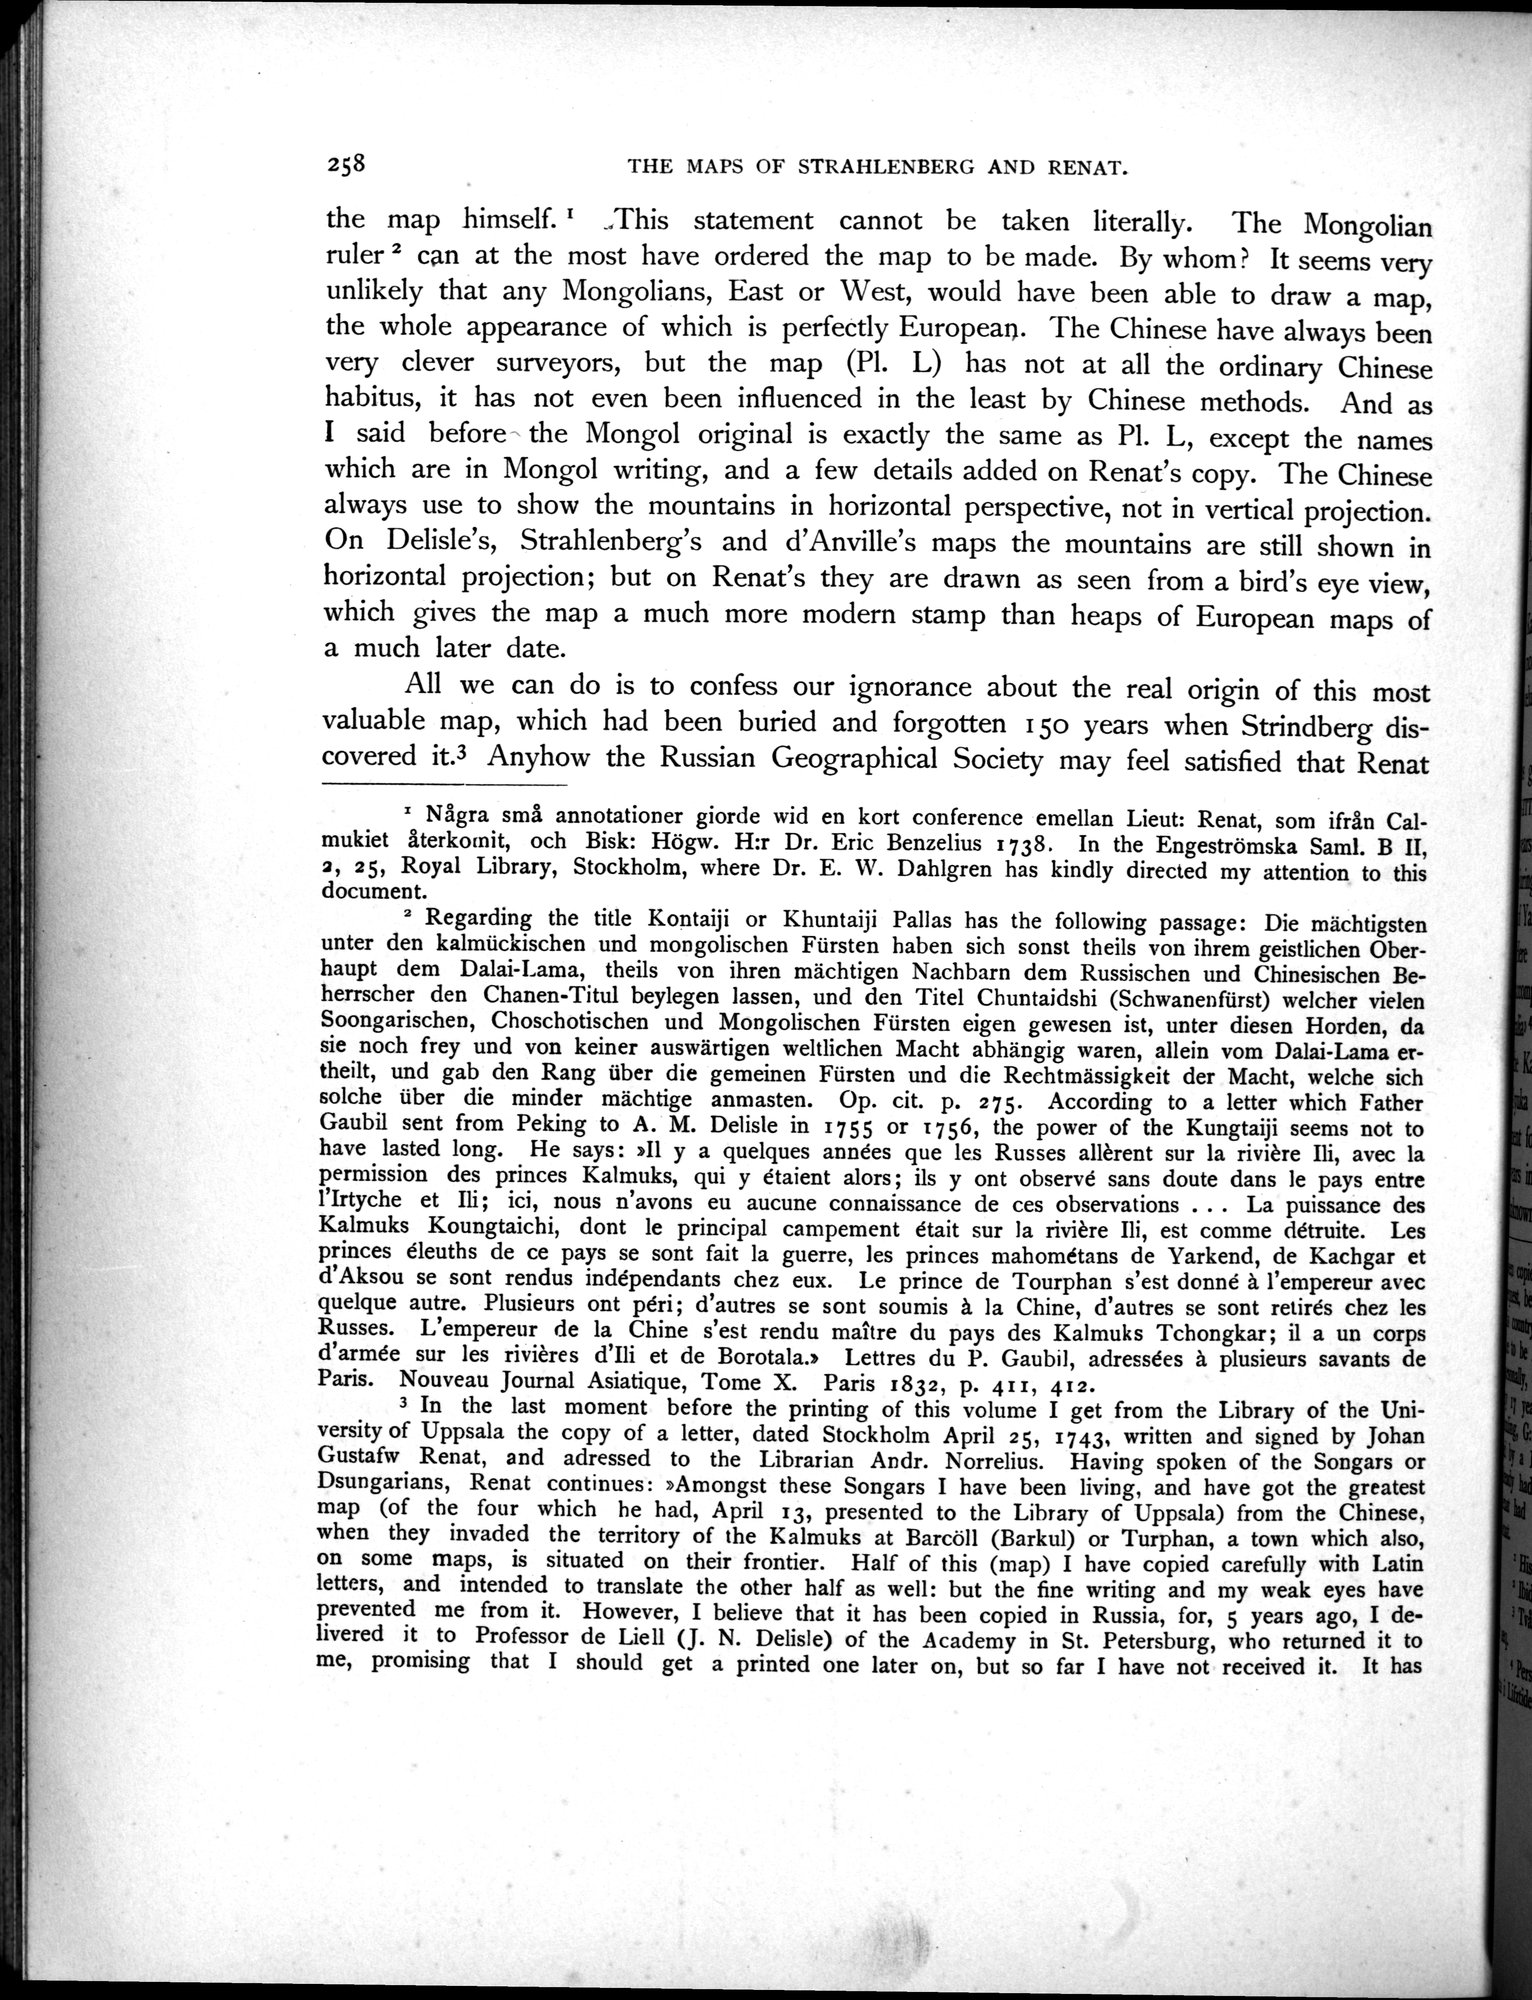 258 THE MAPS OF STRAHLENBERG AND RENAT.
the map himself. ¹ This statement cannot be taken literally. The Mongolian
ruler ² can at the most have ordered the map to be made. By whom? It seems very
unlikely that any Mongolians, East or West, would have been able to draw a map,
the whole appearance of which is perfectly European. The Chinese have always been
very clever surveyors, but the map (Pl. L) has not at all the ordinary Chinese
habitus, it has not even been influenced in the least by Chinese methods. And as
I said before the Mongol original is exactly the same as Pl. L, except the names
which are in Mongol writing, and a few details added on Renat's copy. The Chinese
always use to show the mountains in horizontal perspective, not in vertical projection.
On Delisle's, Strahlenberg's and d'Anville's maps the mountains are still shown in
horizontal projection; but on Renat's they are drawn as seen from a bird's eye view,
which gives the map a much more modern stamp than heaps of European maps of
a much later date.
All we can do is to confess our ignorance about the real origin of this most
valuable map, which had been buried and forgotten 150 years when Strindberg dis-
covered it.³ Anyhow the Russian Geographical Society may feel satisfied that Renat
¹ Några små annotationer giorde wid en kort conference emellan Lieut: Renat, som ifrån Cal-
mukiet återkomit, och Bisk: Högw. H:r Dr. Eric Benzelius 1738. In the Engeströmska Saml. B II,
2, 25, Royal Library, Stockholm, where Dr. E. W. Dahlgren has kindly directed my attention to this
document.
² Regarding the title Kontaiji or Khuntaiji Pallas has the following passage: Die mächtigsten
unter den kalmückischen und mongolischen Fürsten haben sich sonst theils von ihrem geistlichen Ober-
haupt dem Dalai-Lama, theils von ihren mächtigen Nachbarn dem Russischen und Chinesischen Be-
herrscher den Chanen-Titul beylegen lassen, und den Titel Chuntaidshi (Schwanenfürst) welcher vielen
Soongarischen, Choschotischen und Mongolischen Fürsten eigen gewesen ist, unter diesen Horden, da
sie noch frey und von keiner auswärtigen weltlichen Macht abhängig waren, allein vom Dalai-Lama er-
theilt, und gab den Rang über die gemeinen Fürsten und die Rechtmässigkeit der Macht, welche sich
solche über die minder mächtige anmasten. Op. cit. p. 275. According to a letter which Father
Gaubil sent from Peking to A. M. Delisle in 1755 or 1756, the power of the Kungtaiji seems not to
have lasted long. He says: »Il y a quelques années que les Russes allèrent sur la rivière Ili, avec la
permission des princes Kalmuks, qui y étaient alors; ils y ont observé sans doute dans le pays entre
l'Irtyche et Ili; ici, nous n'avons eu aucune connaissance de ces observations . . . La puissance des
Kalmuks Koungtaichi, dont le principal campement était sur la rivière Ili, est comme détruite. Les
princes éleuths de ce pays se sont fait la guerre, les princes mahométans de Yarkend, de Kachgar et
d'Aksou se sont rendus indépendants chez eux. Le prince de Tourphan s'est donné à l'empereur avec
quelque autre. Plusieurs ont péri; d'autres se sont soumis à la Chine, d'autres se sont retirés chez les
Russes. L'empereur de la Chine s'est rendu maître du pays des Kalmuks Tchongkar; il a un corps
d'armée sur les rivières d'Ili et de Borotala.» Lettres du P. Gaubil, adressées à plusieurs savants de
Paris. Nouveau Journal Asiatique, Tome X. Paris 1832, p. 411, 412.
³ In the last moment before the printing of this volume I get from the Library of the Uni-
versity of Uppsala the copy of a letter, dated Stockholm April 25, 1743, written and signed by Johan
Gustafw Renat, and adressed to the Librarian Andr. Norrelius. Having spoken of the Songars or
Dsungarians, Renat continues: »Amongst these Songars I have been living, and have got the greatest
map (of the four which he had, April 13, presented to the Library of Uppsala) from the Chinese,
when they invaded the territory of the Kalmuks at Barcöll (Barkul) or Turphan, a town which also,
on some maps, is situated on their frontier. Half of this (map) I have copied carefully with Latin
letters, and intended to translate the other half as well: but the fine writing and my weak eyes have
prevented me from it. However, I believe that it has been copied in Russia, for, 5 years ago, I de-
livered it to Professor de Liell (J. N. Delisle) of the Academy in St. Petersburg, who returned it to
me, promising that I should get a printed one later on, but so far I have not received it. It has